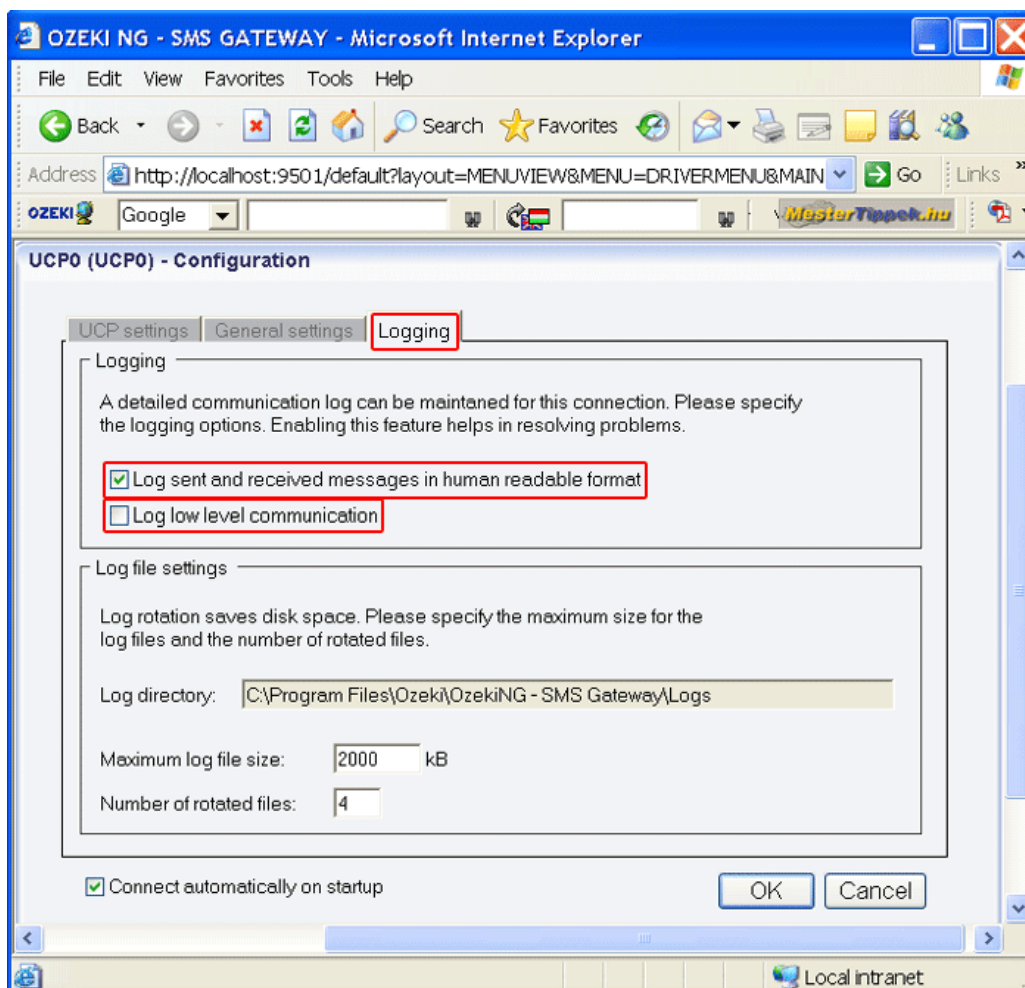 OZEKI NG - SMS GATEWAY - Microsoft Internet Explorer
File Edit View Favorites Tools Help
Back Search Favorites
Address http://localhost:9501/default?layout=MENUVIEW&MENU=DRIVERMENU&MAIN Go Links »
OZEKI Google MesterTippek.hu
UCP0 (UCP0) - Configuration
UCP settings General settings Logging
Logging
A detailed communication log can be maintaned for this connection. Please specify
the logging options. Enabling this feature helps in resolving problems.
Log sent and received messages in human readable format
Log low level communication
Log file settings
Log rotation saves disk space. Please specify the maximum size for the
log files and the number of rotated files.
Log directory: C:\Program Files\Ozeki\OzekiNG - SMS Gateway\Logs
Maximum log file size: 2000 kB
Number of rotated files: 4
Connect automatically on startup OK Cancel
Local intranet